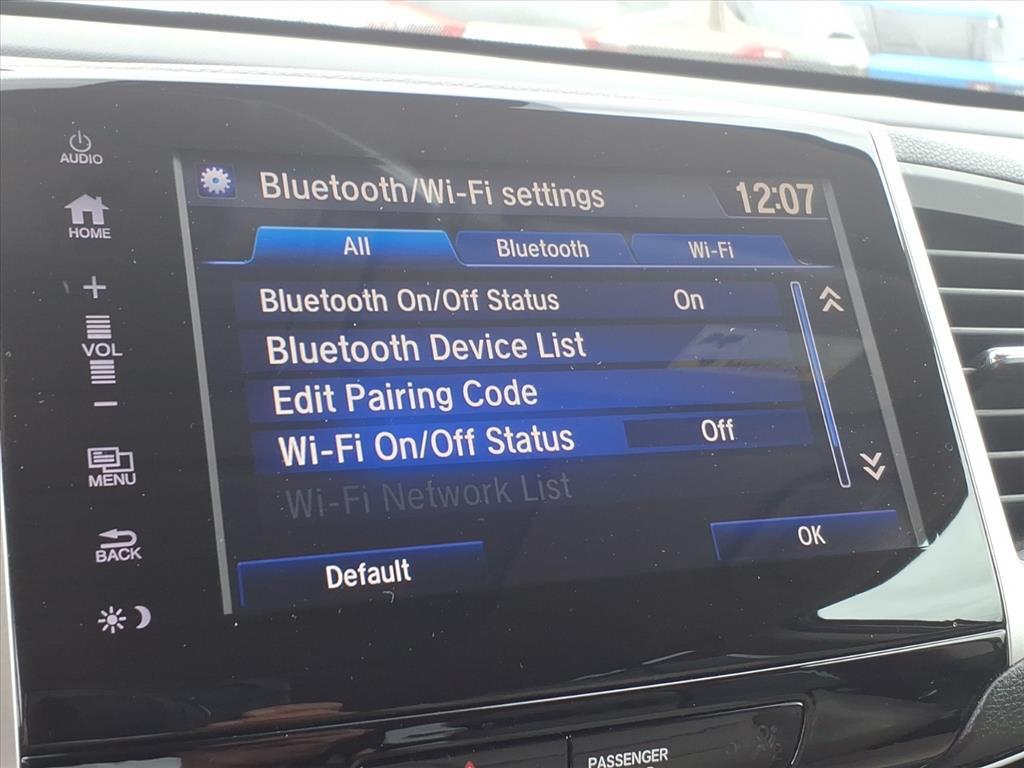 AUDIO
HOME
+
VOL
−
MENU
BACK
Bluetooth/Wi-Fi settings 12:07
All Bluetooth Wi-Fi
Bluetooth On/Off Status On
Bluetooth Device List
Edit Pairing Code
Wi-Fi On/Off Status Off
Wi-Fi Network List
Default OK
PASSENGER